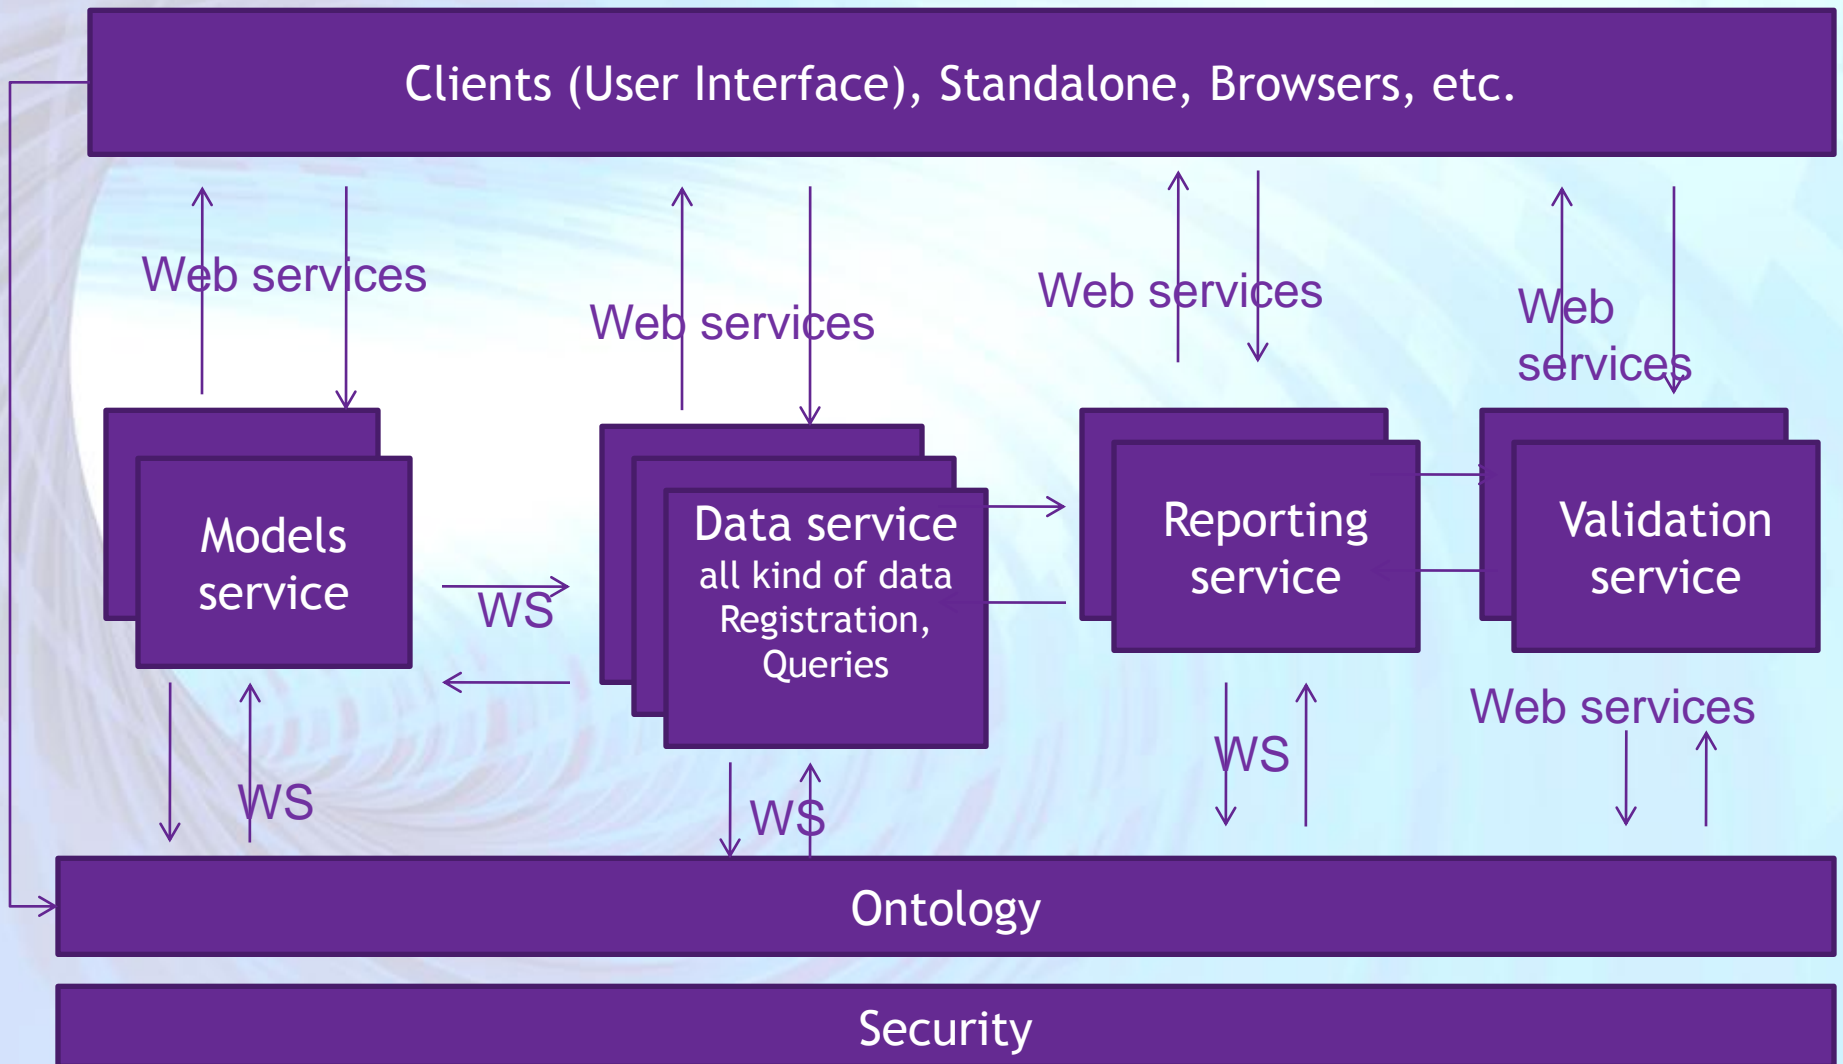 Clients (User Interface), Standalone, Browsers, etc.
Web services
Web services
Web services
Web
services
Models
service
WS
Data service
all kind of data
Registration,
Queries
Reporting
service
Validation
service
WS
WS
WS
Web services
Ontology
Security